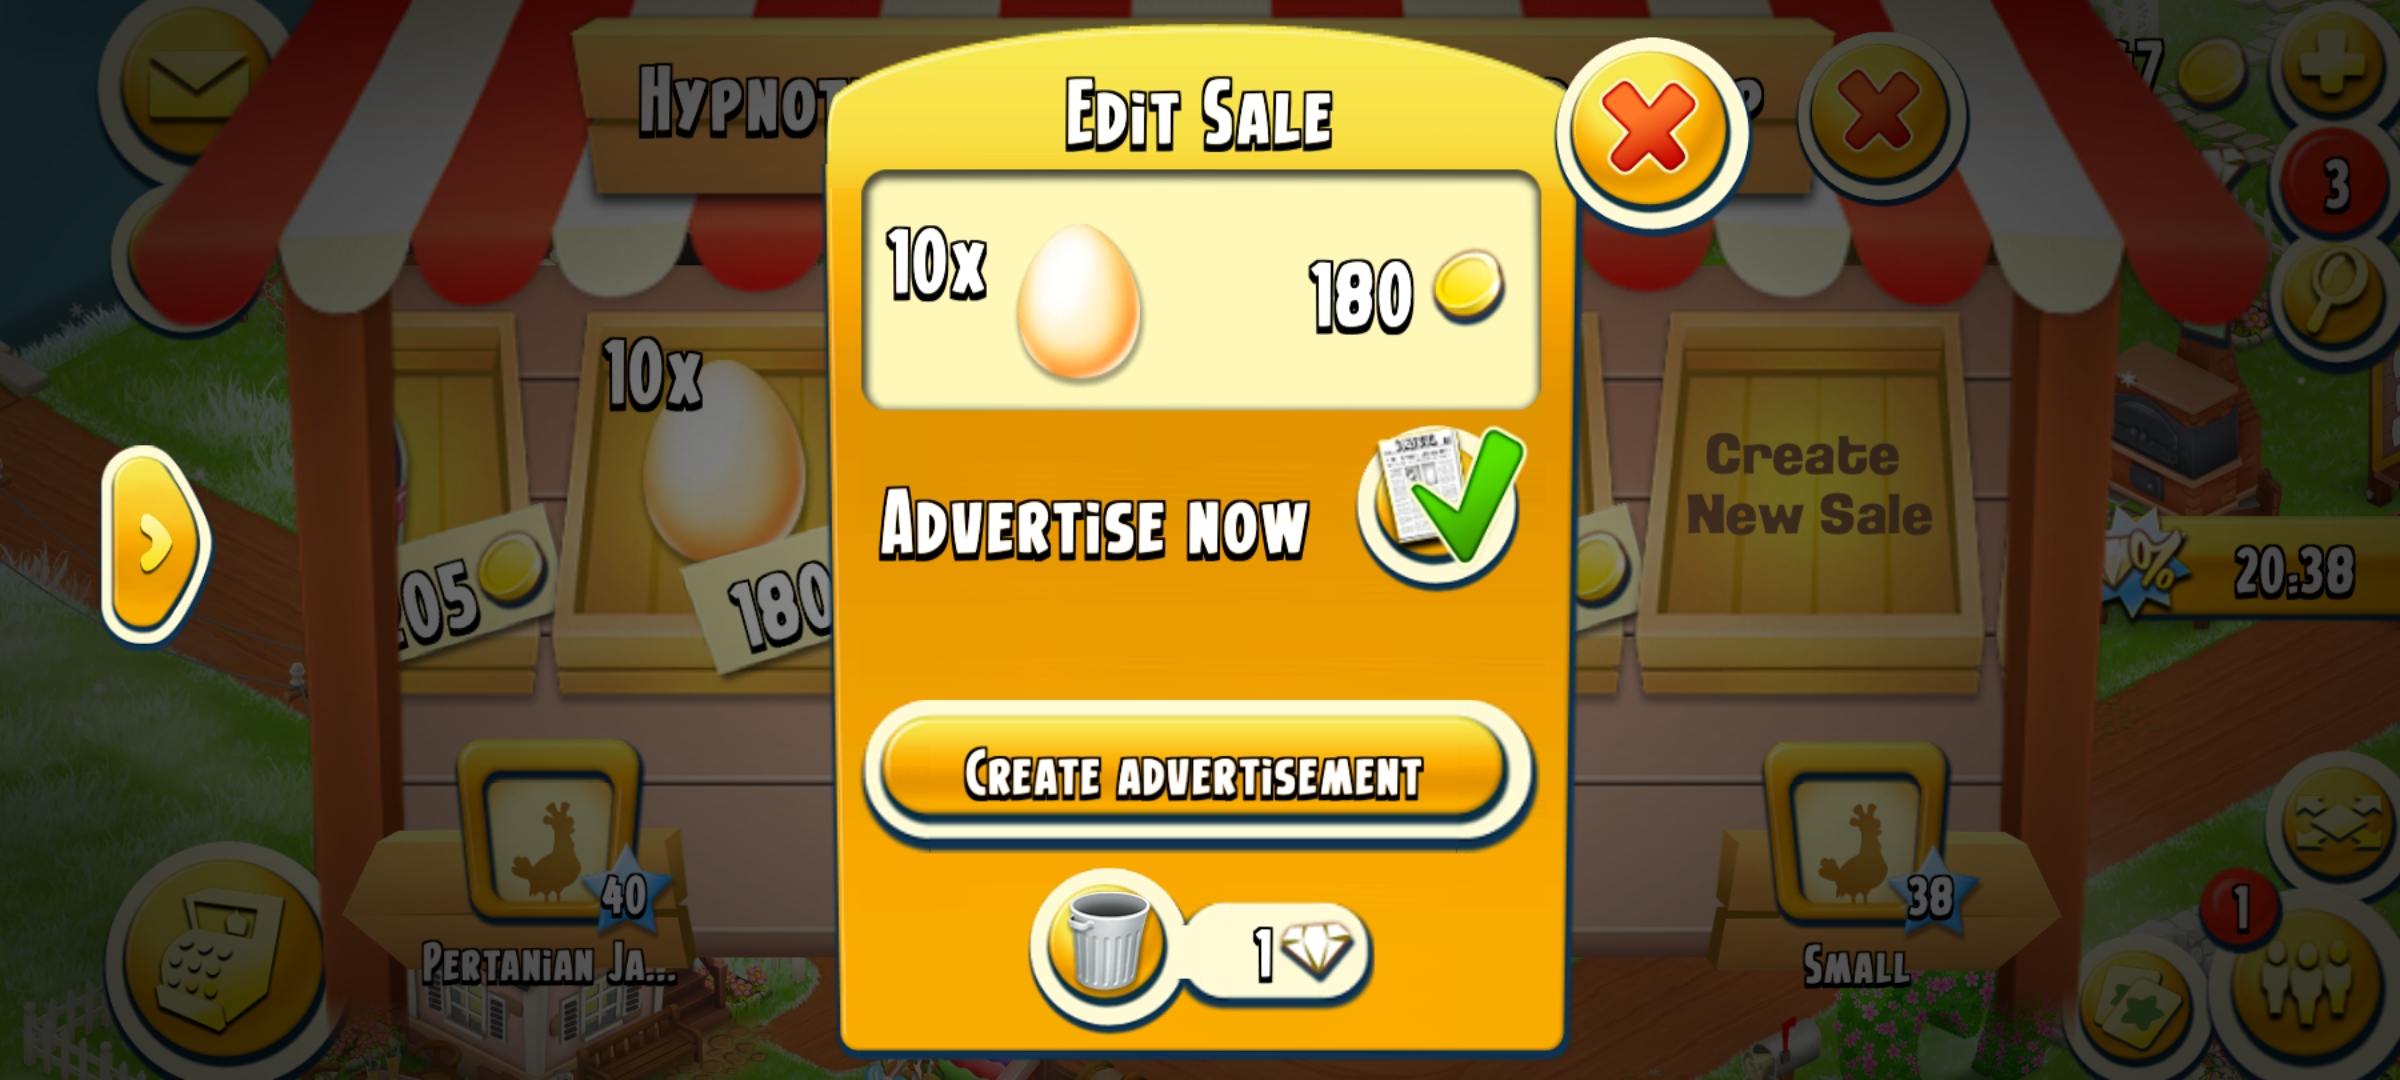 EDIT SALE
10x
180
ADVERTISE NOW
CREATE ADVERTISEMENT
1
10x
180
Create
New Sale
3
20:38
40
PERTANIAN JA...
38
SMALL
1